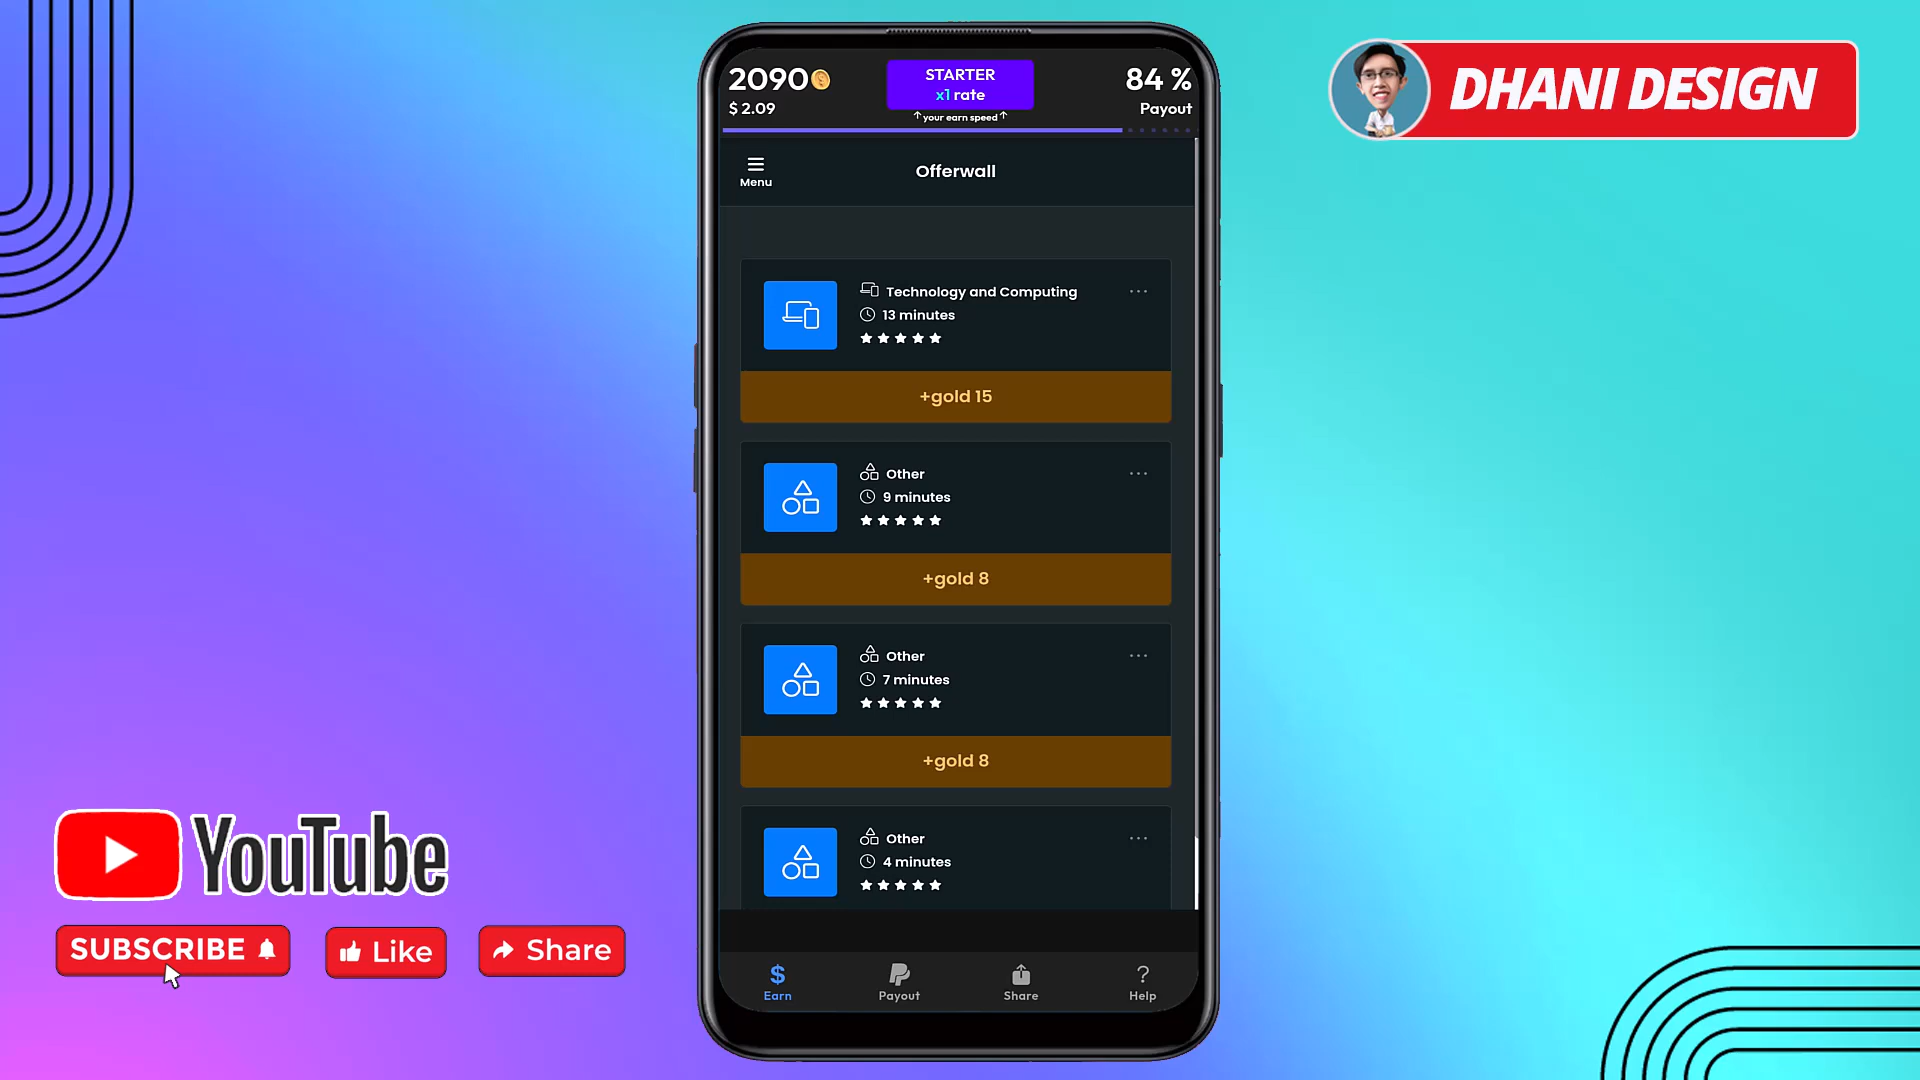 2090
$ 2.09
STARTER
x1 rate
↑your earn speed↑
84 %
Payout
DHANI DESIGN
Menu
Offerwall
Technology and Computing
13 minutes
+gold 15
Other
9 minutes
+gold 8
Other
7 minutes
+gold 8
Other
4 minutes
$ Earn
Payout
Share
? Help
YouTube
SUBSCRIBE
Like
Share